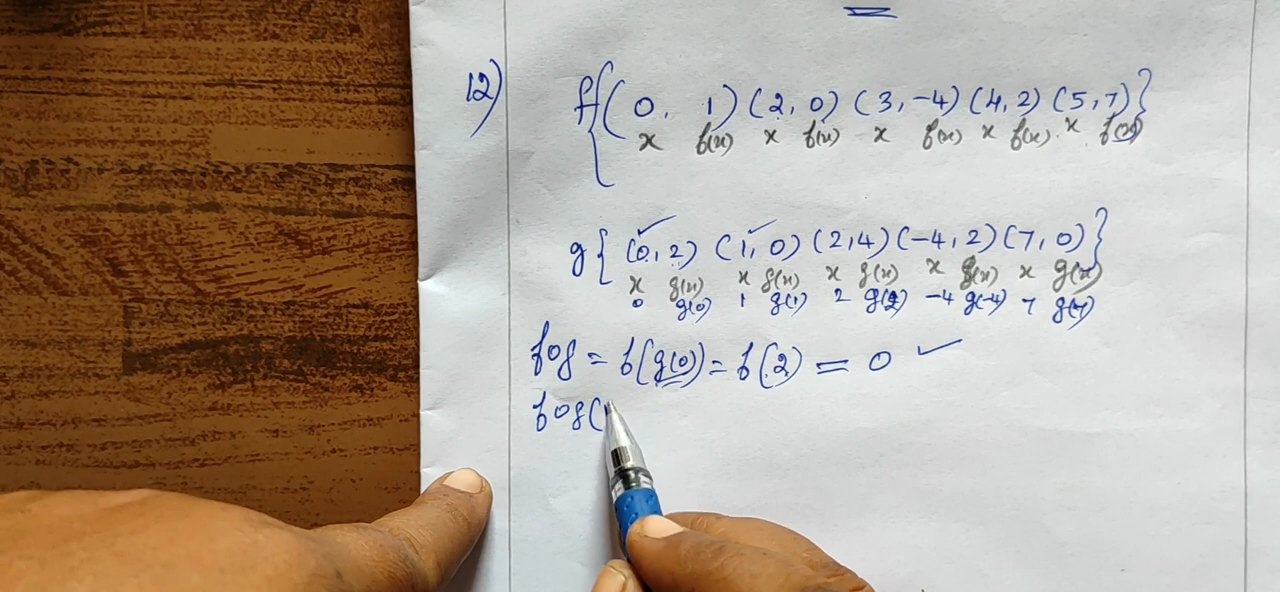 12) f{(0, 1) (2, 0) (3, -4) (4, 2) (5, 7)}
x f(x) x f(x) x f(x) x f(x) x f(x)
g{ (0, 2) (1, 0) (2, 4) (-4, 2) (7, 0)}
x g(x) x g(x) x g(x) x g(x) x g(x)
0 g(0) 1 g(1) 2 g(2) -4 g(-4) 7 g(7)
fog = f(g(0)) = f(2) = 0 ✓
fog(